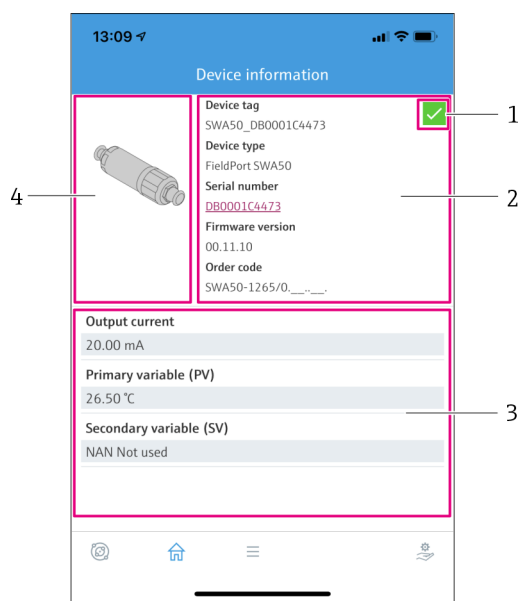 13:09
Device information
Device tag
SWA50_DB0001C4473
Device type
FieldPort SWA50
Serial number
DB0001C4473
Firmware version
00.11.10
Order code
SWA50-1265/0.__..__.
Output current
20.00 mA
Primary variable (PV)
26.50 °C
Secondary variable (SV)
NAN Not used
1
2
3
4